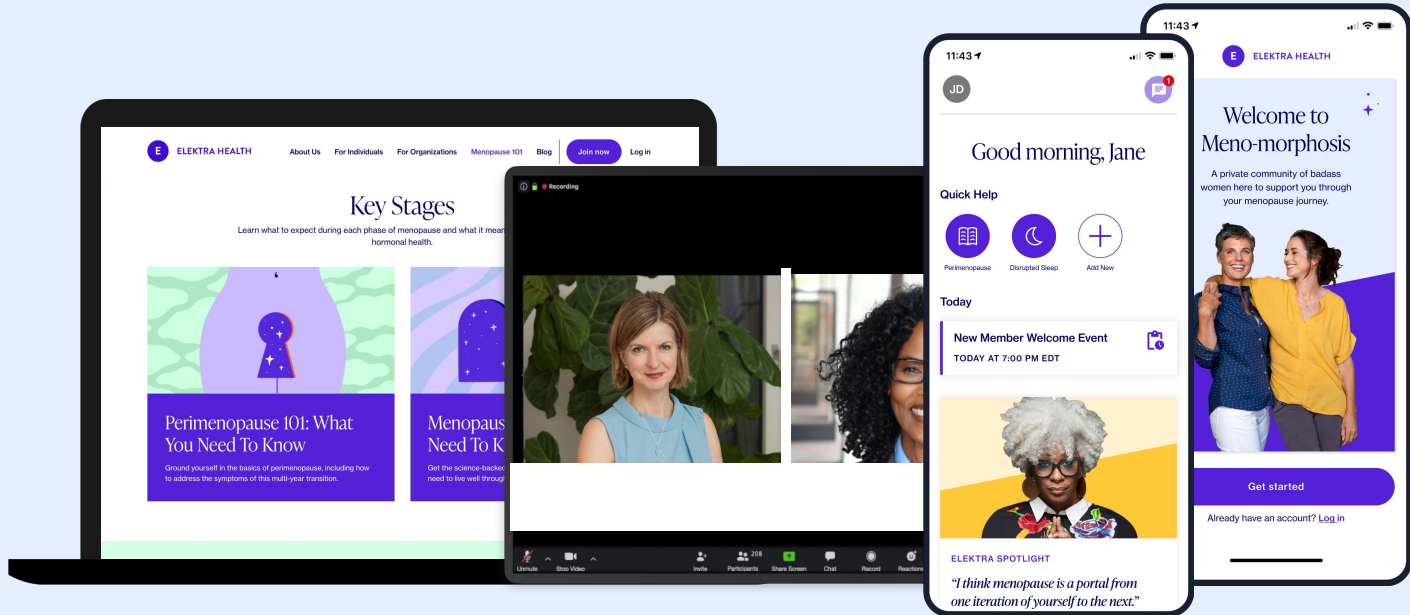 E ELEKTRA HEALTH
About Us For Individuals For Organizations Menopause 101 Blog Join now Log in
Key Stages
Learn what to expect during each phase of menopause and what it mean
hormonal health.
Perimenopause 101: What
You Need To Know
Ground yourself in the basics of perimenopause, including how
to address the symptoms of this multi-year transition.
Menopaus
Need To K
Get the science-backed
need to live well throug
Recording
Unmute Stop Video Invite Participants 208 Share Screen Chat Record Reactions
11:43
JD
1
Good morning, Jane
Quick Help
Perimenopause Disrupted Sleep Add New
Today
New Member Welcome Event
TODAY AT 7:00 PM EDT
ELEKTRA SPOTLIGHT
“I think menopause is a portal from
one iteration of yourself to the next.”
11:43
E ELEKTRA HEALTH
Welcome to
Meno-morphosis
A private community of badass
women here to support you through
your menopause journey.
Get started
Already have an account? Log in